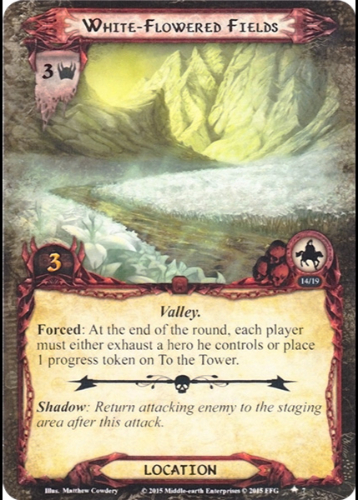 WHITE-FLOWERED FIELDS
3
3
14/19
Valley.
Forced: At the end of the round, each player
must either exhaust a hero he controls or place
1 progress token on To the Tower.
Shadow: Return attacking enemy to the staging
area after this attack.
LOCATION
Illus. Matthew Cowdery © 2015 Middle-earth Enterprises © 2015 FFG 7